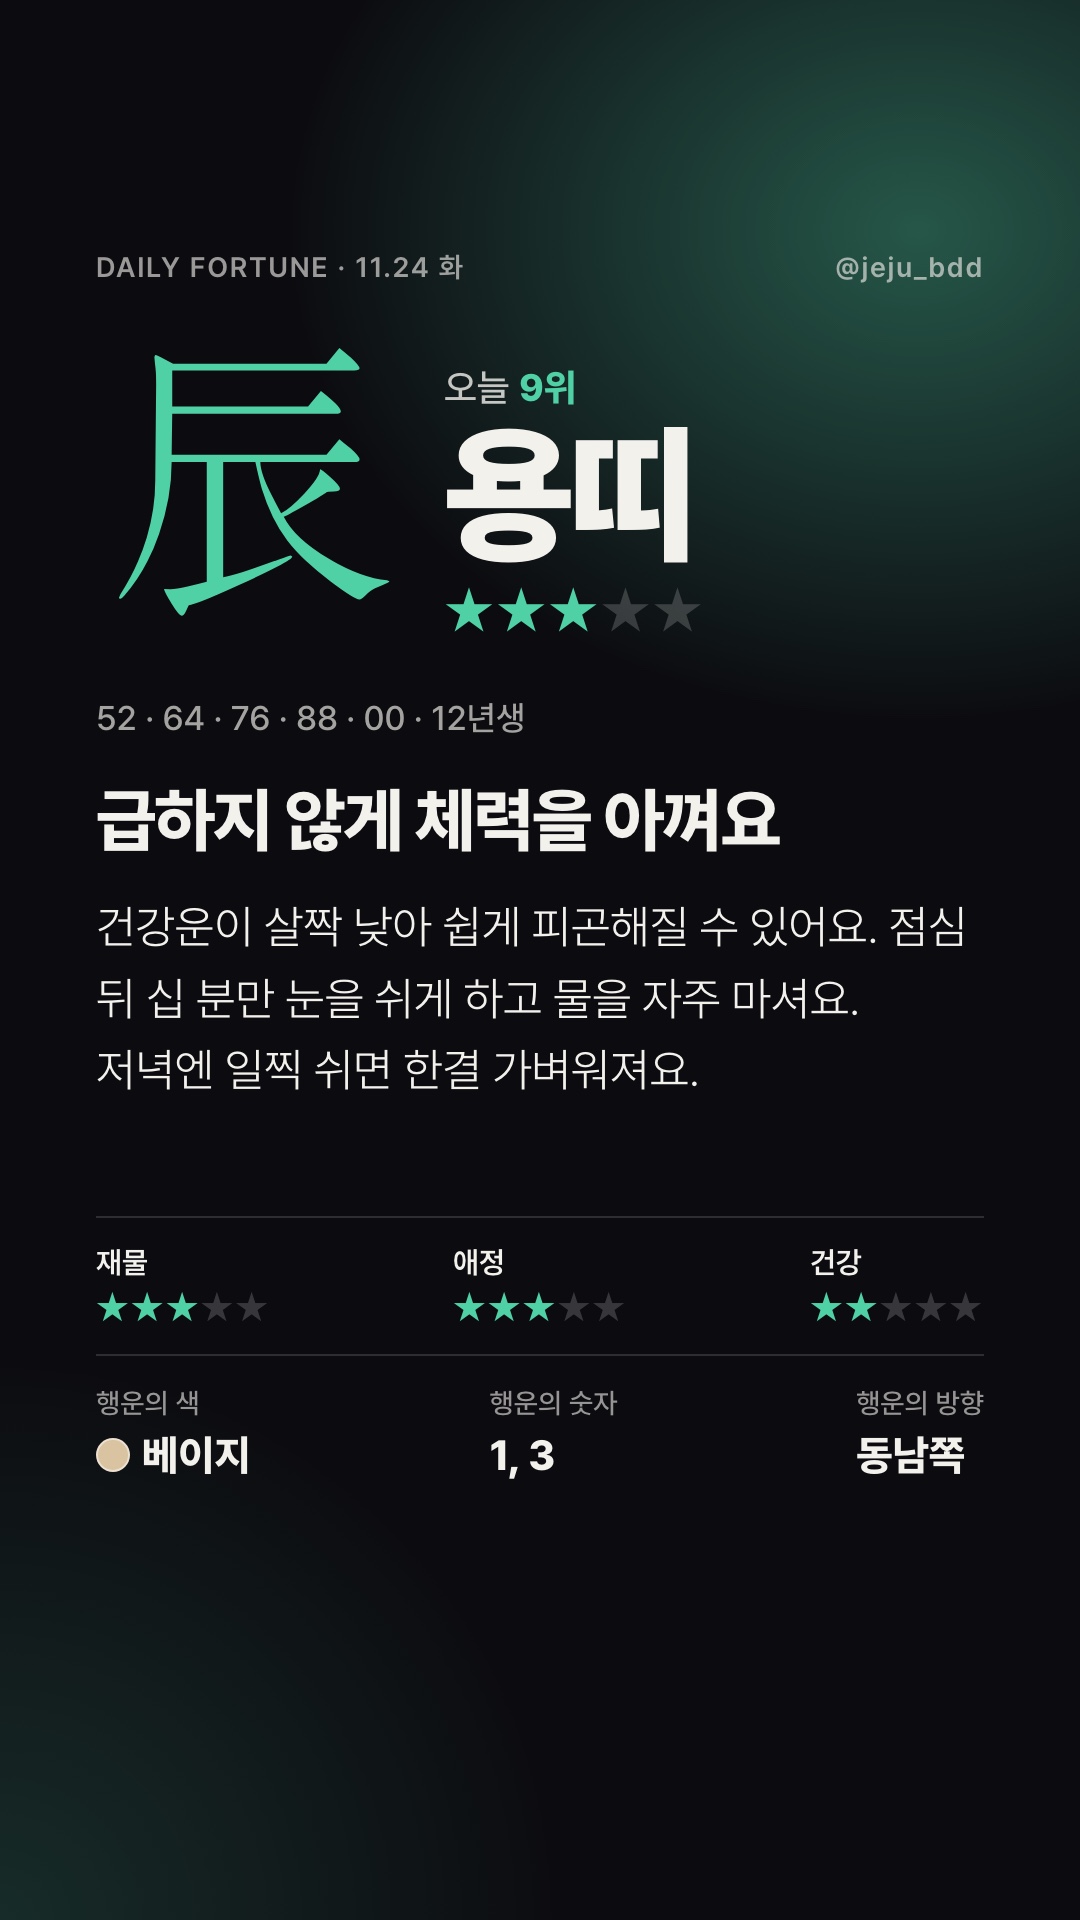 DAILY FORTUNE · 11.24 화
@jeju_bdd
辰
오늘 9위
용띠
★★★★★
52 · 64 · 76 · 88 · 00 · 12년생
급하지 않게 체력을 아껴요
건강운이 살짝 낮아 쉽게 피곤해질 수 있어요. 점심
뒤 십 분만 눈을 쉬게 하고 물을 자주 마셔요.
저녁엔 일찍 쉬면 한결 가벼워져요.
재물 애정 건강
★★★★★ ★★★★★ ★★★★★
행운의 색 행운의 숫자 행운의 방향
베이지 1, 3 동남쪽